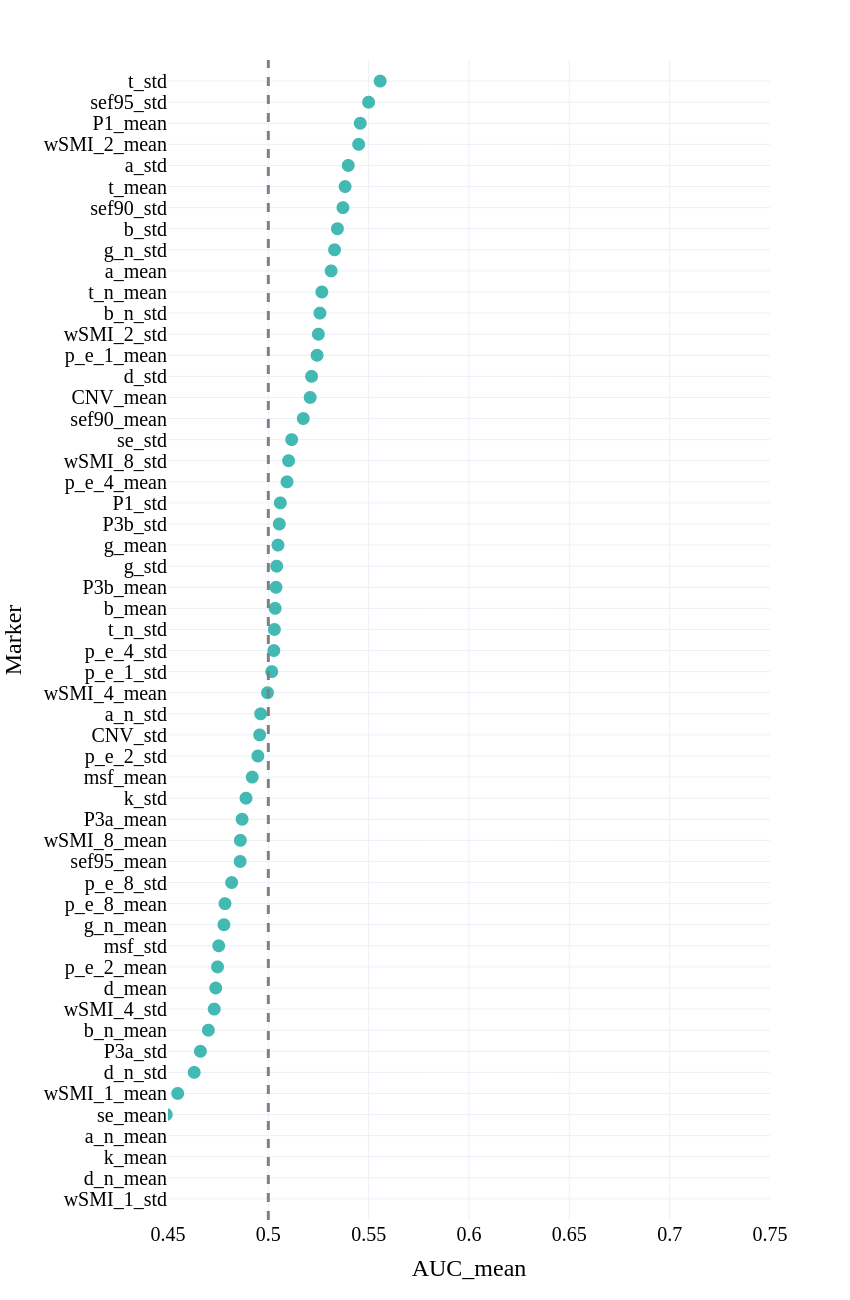 t_std
sef95_std
P1_mean
wSMI_2_mean
a_std
t_mean
sef90_std
b_std
g_n_std
a_mean
t_n_mean
b_n_std
wSMI_2_std
p_e_1_mean
d_std
CNV_mean
sef90_mean
se_std
wSMI_8_std
p_e_4_mean
P1_std
P3b_std
g_mean
g_std
P3b_mean
b_mean
t_n_std
p_e_4_std
p_e_1_std
wSMI_4_mean
a_n_std
CNV_std
p_e_2_std
msf_mean
k_std
P3a_mean
wSMI_8_mean
sef95_mean
p_e_8_std
p_e_8_mean
g_n_mean
msf_std
p_e_2_mean
d_mean
wSMI_4_std
b_n_mean
P3a_std
d_n_std
wSMI_1_mean
se_mean
a_n_mean
k_mean
d_n_mean
wSMI_1_std
Marker
0.45 0.5 0.55 0.6 0.65 0.7 0.75
AUC_mean